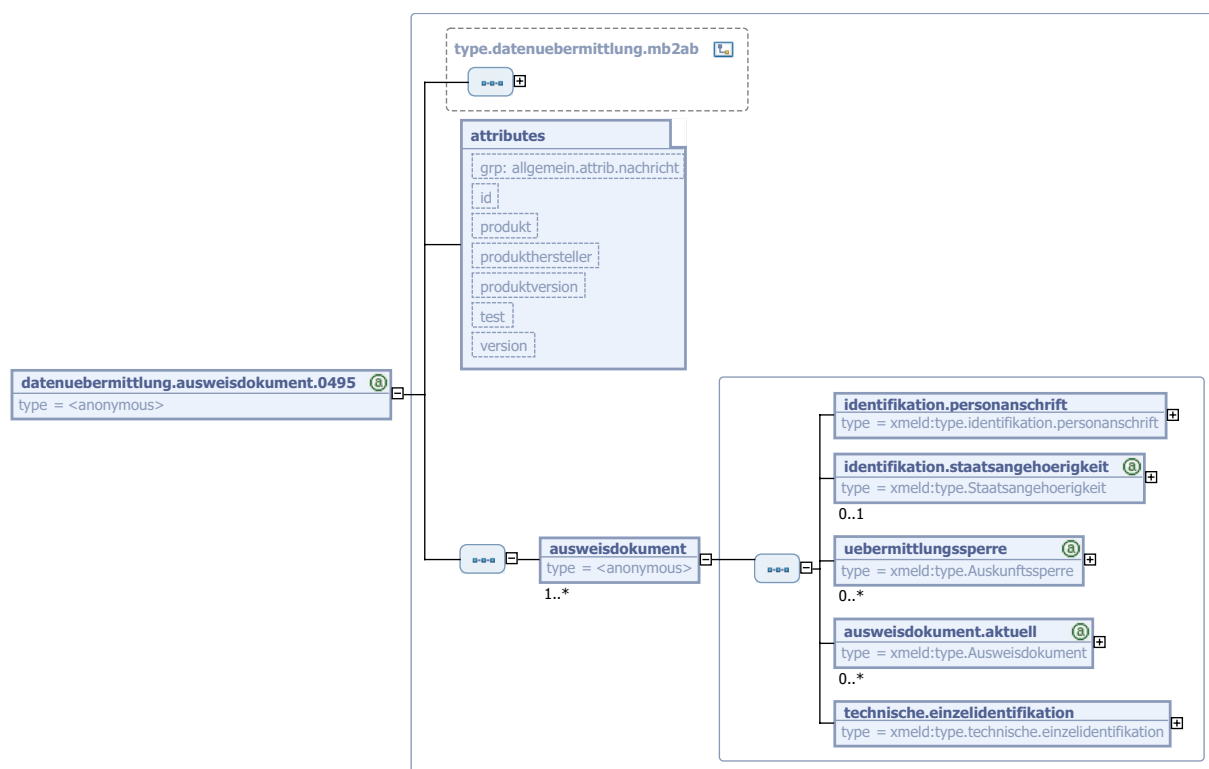 type.datenuebermittlung.mb2ab
attributes
grp: allgemein.attrib.nachricht
id
produkt
produkthersteller
produktversion
test
version
datenuebermittlung.ausweisdokument.0495 a
type = <anonymous>
ausweisdokument
type = <anonymous>
1..*
identifikation.personanschrift
type = xmeld:type.identifikation.personanschrift
identifikation.staatsangehoerigkeit a
type = xmeld:type.Staatsangehoerigkeit
0..1
uebermittlungssperre a
type = xmeld:type.Auskunftssperre
0..*
ausweisdokument.aktuell a
type = xmeld:type.Ausweisdokument
0..*
technische.einzelidentifikation
type = xmeld:type.technische.einzelidentifikation